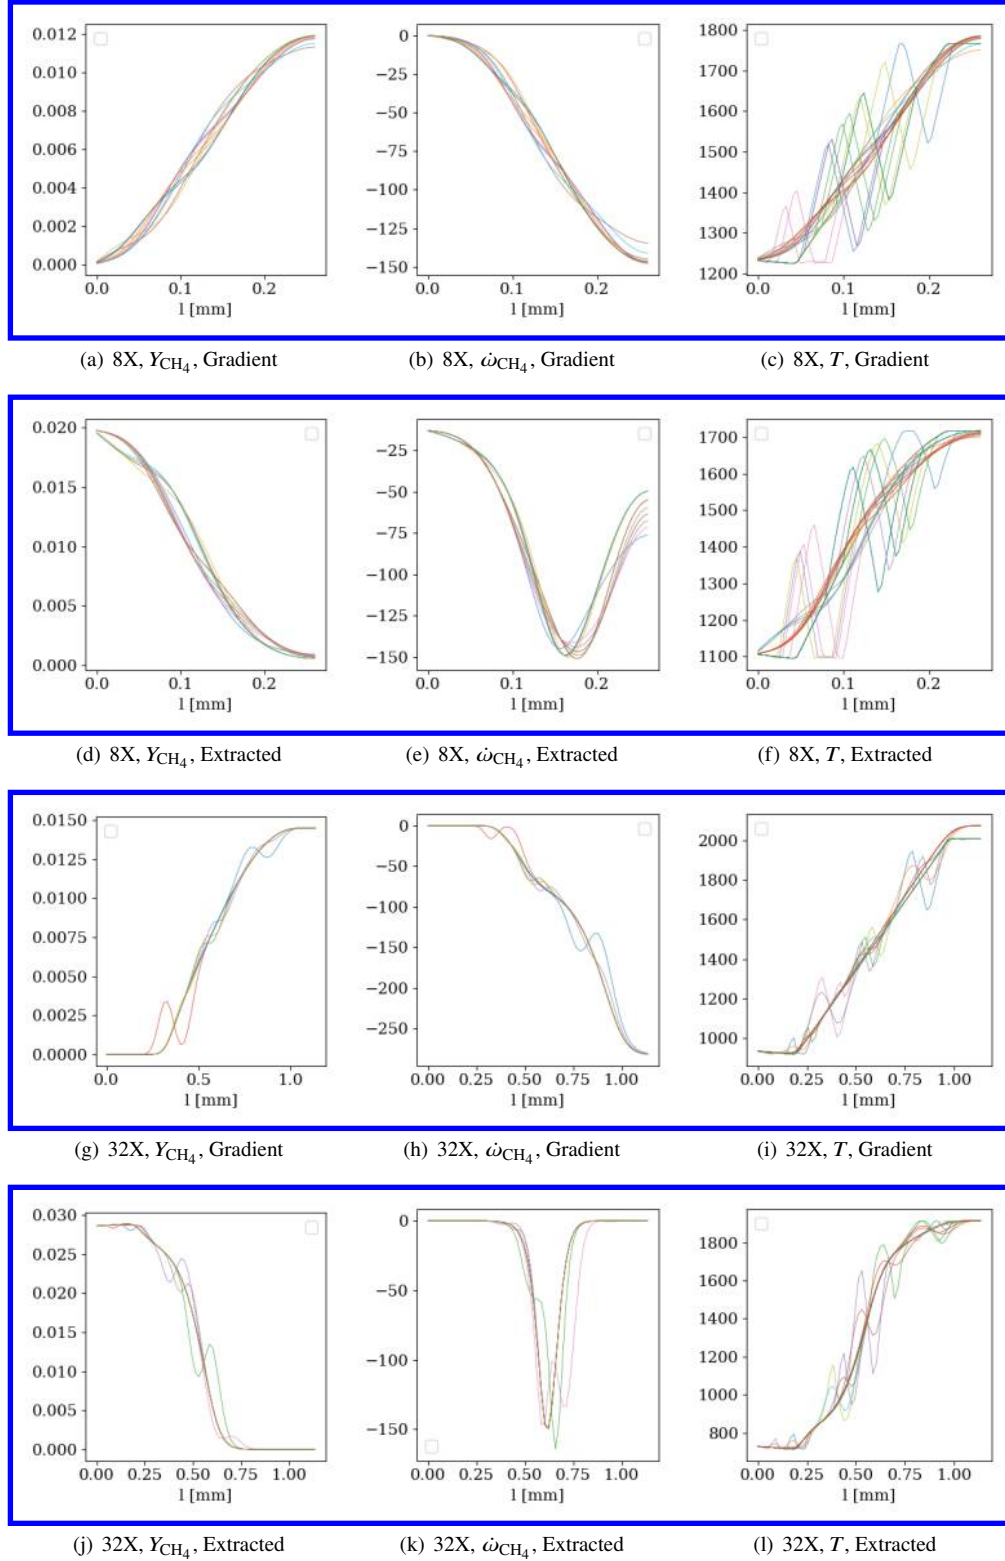 0.012
0.010
0.008
0.006
0.004
0.002
0.000
0.0 0.1 0.2
l [mm]
0
−25
−50
−75
−100
−125
−150
0.0 0.1 0.2
l [mm]
1800
1700
1600
1500
1400
1300
1200
0.0 0.1 0.2
l [mm]
(a) 8X, Y_CH4, Gradient
(b) 8X, ω̇_CH4, Gradient
(c) 8X, T, Gradient
0.020
0.015
0.010
0.005
0.000
0.0 0.1 0.2
l [mm]
−25
−50
−75
−100
−125
−150
0.0 0.1 0.2
l [mm]
1700
1600
1500
1400
1300
1200
1100
0.0 0.1 0.2
l [mm]
(d) 8X, Y_CH4, Extracted
(e) 8X, ω̇_CH4, Extracted
(f) 8X, T, Extracted
0.0150
0.0125
0.0100
0.0075
0.0050
0.0025
0.0000
0.0 0.5 1.0
l [mm]
0
−50
−100
−150
−200
−250
0.00 0.25 0.50 0.75 1.00
l [mm]
2000
1800
1600
1400
1200
1000
0.00 0.25 0.50 0.75 1.00
l [mm]
(g) 32X, Y_CH4, Gradient
(h) 32X, ω̇_CH4, Gradient
(i) 32X, T, Gradient
0.030
0.025
0.020
0.015
0.010
0.005
0.000
0.00 0.25 0.50 0.75 1.00
l [mm]
0
−50
−100
−150
0.00 0.25 0.50 0.75 1.00
l [mm]
1800
1600
1400
1200
1000
800
0.00 0.25 0.50 0.75 1.00
l [mm]
(j) 32X, Y_CH4, Extracted
(k) 32X, ω̇_CH4, Extracted
(l) 32X, T, Extracted